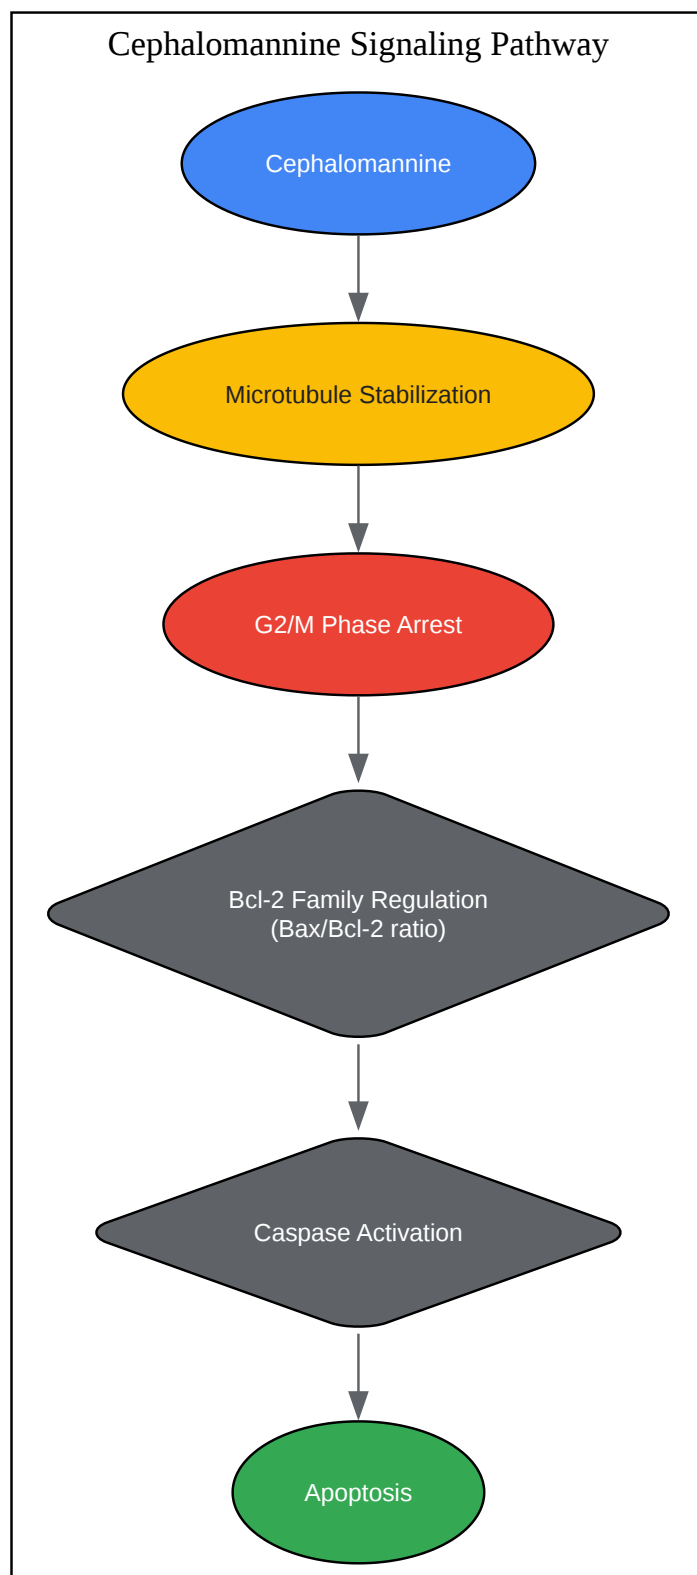 Cephalomannine Signaling Pathway
Cephalomannine
Microtubule Stabilization
G2/M Phase Arrest
Bcl-2 Family Regulation
(Bax/Bcl-2 ratio)
Caspase Activation
Apoptosis